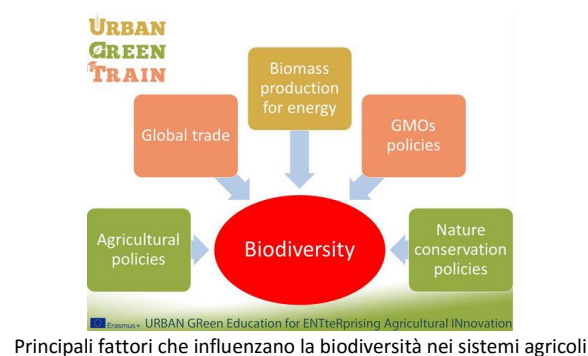 URBAN
GREEN
TRAIN
Biomass
production
for energy
Global trade
GMOs
policies
Agricultural
policies
Biodiversity
Nature
conservation
policies
Erasmus+ URBAN GReen Education for ENTteRprising Agricultural INnovation
Principali fattori che influenzano la biodiversità nei sistemi agricoli